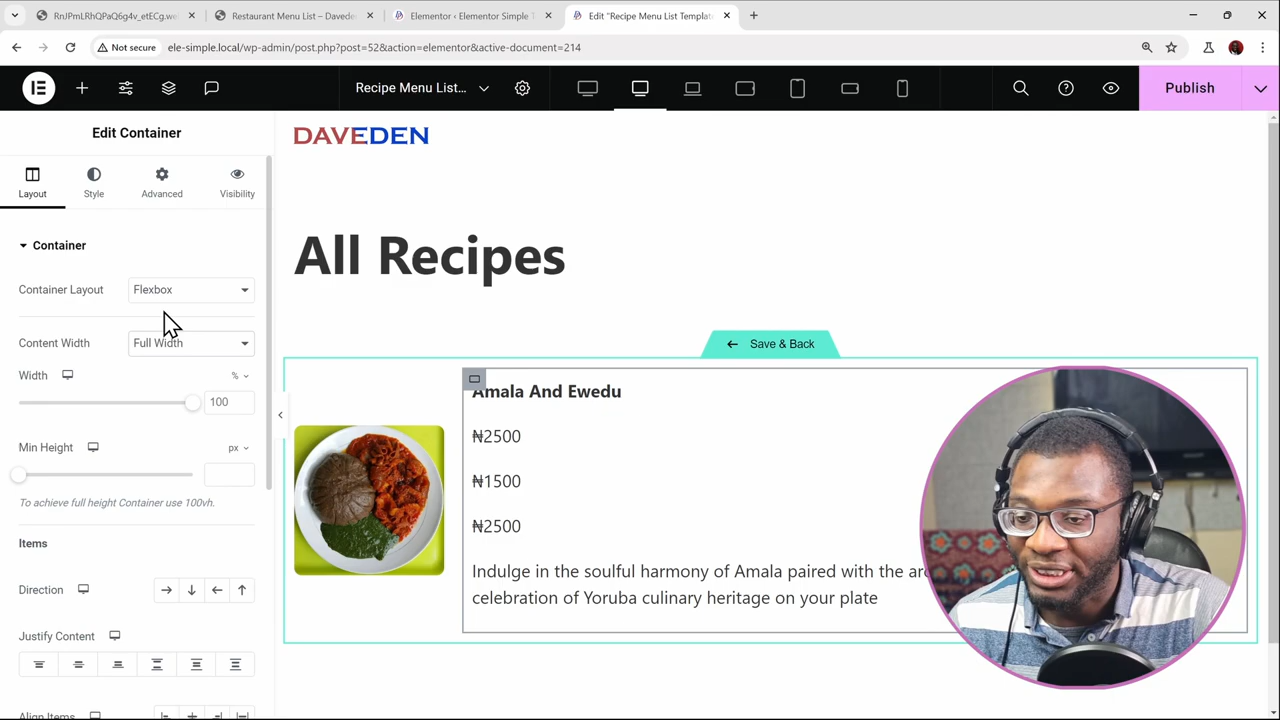 RnJPmLRhQPaQ6g4v_etECg.we
Restaurant Menu List – Davede
Elementor ‹ Elementor Simple T
Edit "Recipe Menu List Templat
Not secure
ele-simple.local/wp-admin/post.php?post=52&action=elementor&active-document=214
Recipe Menu List...
Publish
Edit Container
Layout
Style
Advanced
Visibility
Container
Container Layout
Flexbox
Content Width
Full Width
Width
%
100
Min Height
px
To achieve full height Container use 100vh.
Items
Direction
Justify Content
Align Items
DAVEDEN
All Recipes
Save & Back
Amala And Ewedu
₦2500
₦1500
₦2500
Indulge in the soulful harmony of Amala paired with the
celebration of Yoruba culinary heritage on your plate